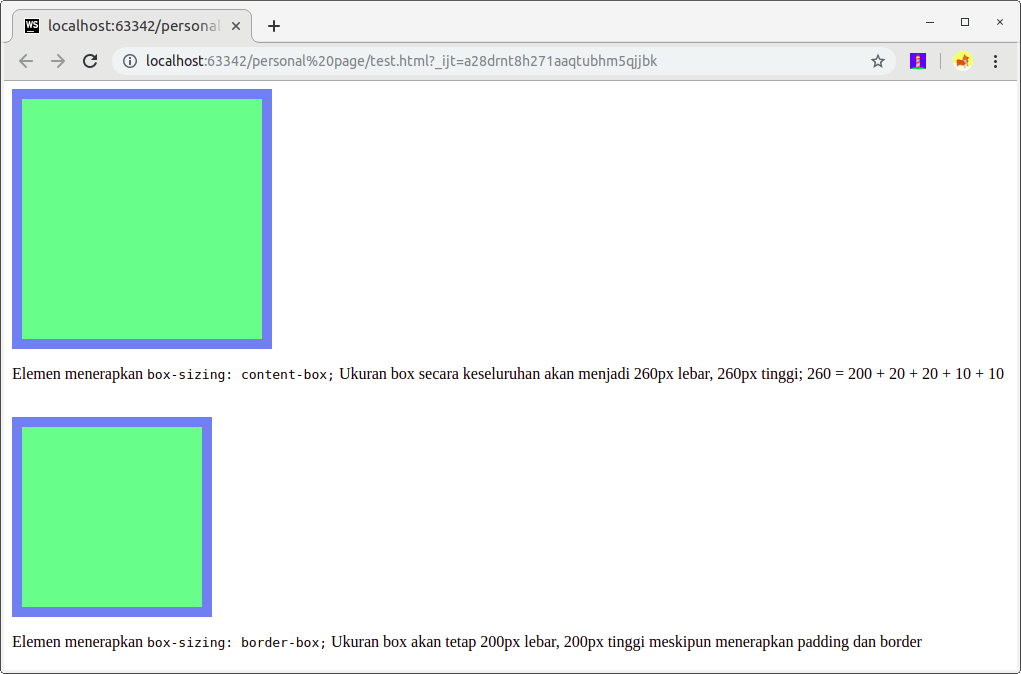 WS localhost:63342/persona
localhost:63342/personal%20page/test.html?_ijt=a28drnt8h271aaqtubhm5qjjbk
Elemen menerapkan box-sizing: content-box; Ukuran box secara keseluruhan akan menjadi 260px lebar, 260px tinggi; 260 = 200 + 20 + 20 + 10 + 10
Elemen menerapkan box-sizing: border-box; Ukuran box akan tetap 200px lebar, 200px tinggi meskipun menerapkan padding dan border